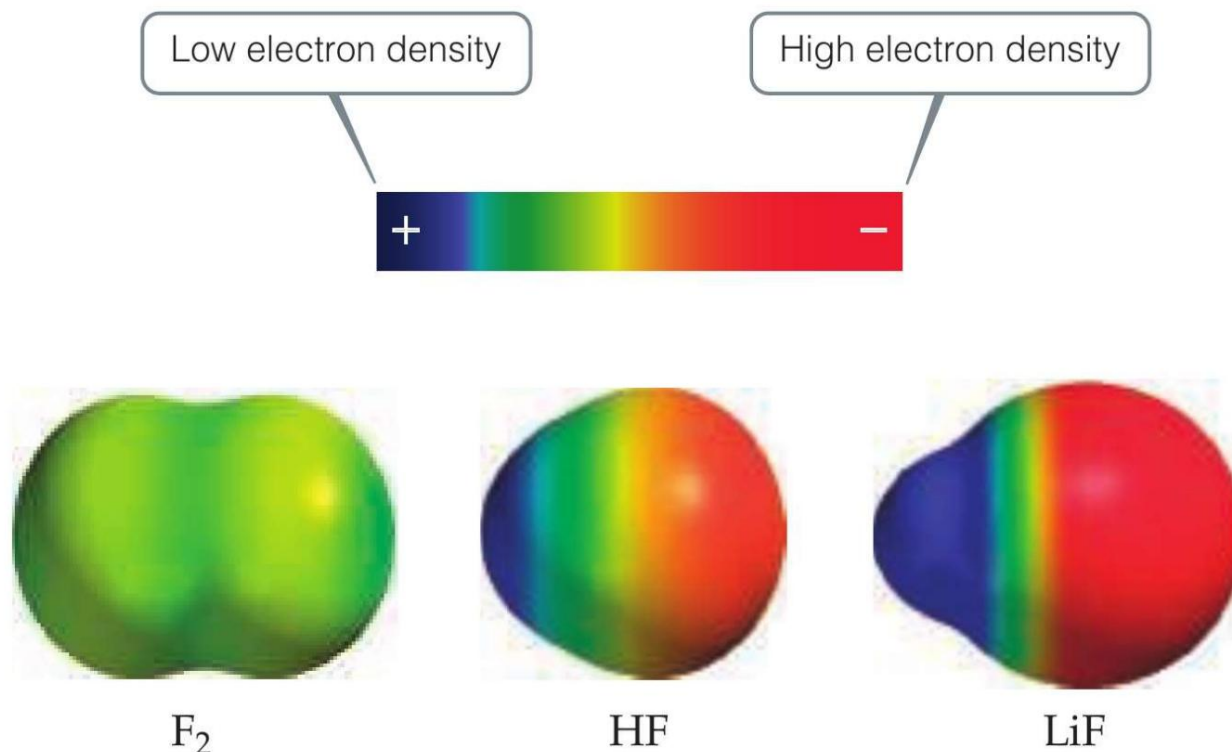 Low electron density
High electron density
+ −
F₂
HF
LiF